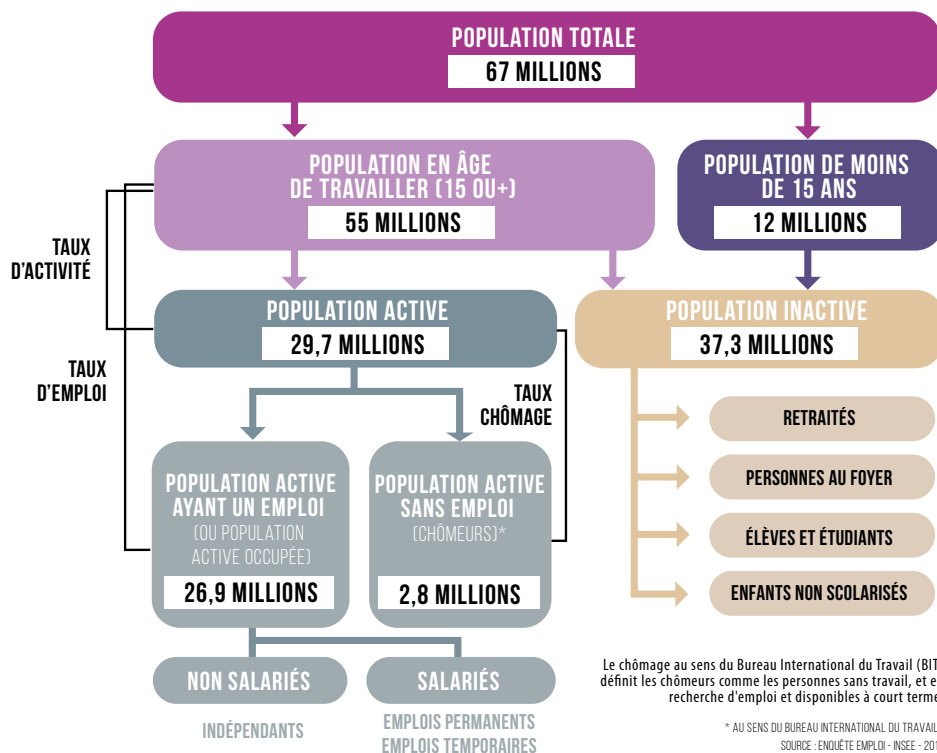 POPULATION TOTALE
67 MILLIONS
POPULATION EN ÂGE
DE TRAVAILLER (15 OU+)
55 MILLIONS
POPULATION DE MOINS
DE 15 ANS
12 MILLIONS
TAUX
D'ACTIVITÉ
POPULATION ACTIVE
29,7 MILLIONS
POPULATION INACTIVE
37,3 MILLIONS
TAUX
D'EMPLOI
TAUX
CHÔMAGE
RETRAITÉS
PERSONNES AU FOYER
ÉLÈVES ET ÉTUDIANTS
ENFANTS NON SCOLARISÉS
POPULATION ACTIVE
AYANT UN EMPLOI
(OU POPULATION
ACTIVE OCCUPÉE)
26,9 MILLIONS
POPULATION ACTIVE
SANS EMPLOI
(CHÔMEURS)*
2,8 MILLIONS
NON SALARIÉS
INDÉPENDANTS
SALARIÉS
EMPLOIS PERMANENTS
EMPLOIS TEMPORAIRES
Le chômage au sens du Bureau International du Travail (BIT
définit les chômeurs comme les personnes sans travail, et e
recherche d'emploi et disponibles à court terme
* AU SENS DU BUREAU INTERNATIONAL DU TRAVAIL
SOURCE : ENQUÊTE EMPLOI - INSEE - 201